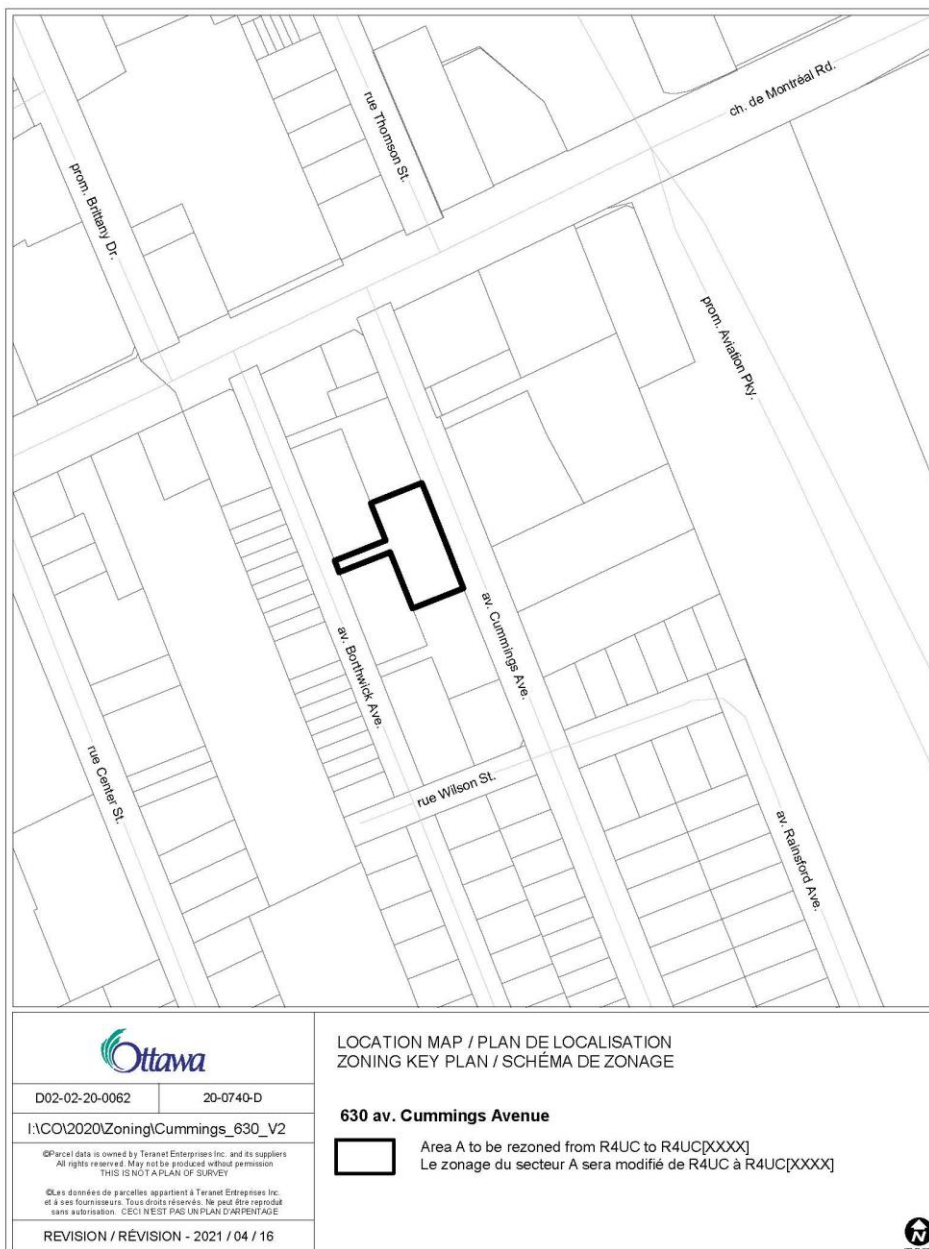 ch. de Montréal Rd.
rue Thomson St.
prom. Brittany Dr.
prom. Aviation Pky.
av. Cummings Ave.
av. Borthwick Ave.
rue Center St.
rue Wilson St.
av. Rainsford Ave.
Ottawa
D02-02-20-0062
20-0740-D
I:\CO\2020\Zoning\Cummings_630_V2
©Parcel data is owned by Teranet Enterprises Inc. and its suppliers
All rights reserved. May not be produced without permission
THIS IS NOT A PLAN OF SURVEY
©Les données de parcelles appartient à Teranet Entreprises Inc.
et à ses fournisseurs. Tous droits réservés. Ne peut être reproduit
sans autorisation. CECI N'EST PAS UN PLAN D'ARPENTAGE
REVISION / RÉVISION - 2021 / 04 / 16
LOCATION MAP / PLAN DE LOCALISATION
ZONING KEY PLAN / SCHÉMA DE ZONAGE
630 av. Cummings Avenue
Area A to be rezoned from R4UC to R4UC[XXXX]
Le zonage du secteur A sera modifié de R4UC à R4UC[XXXX]
N